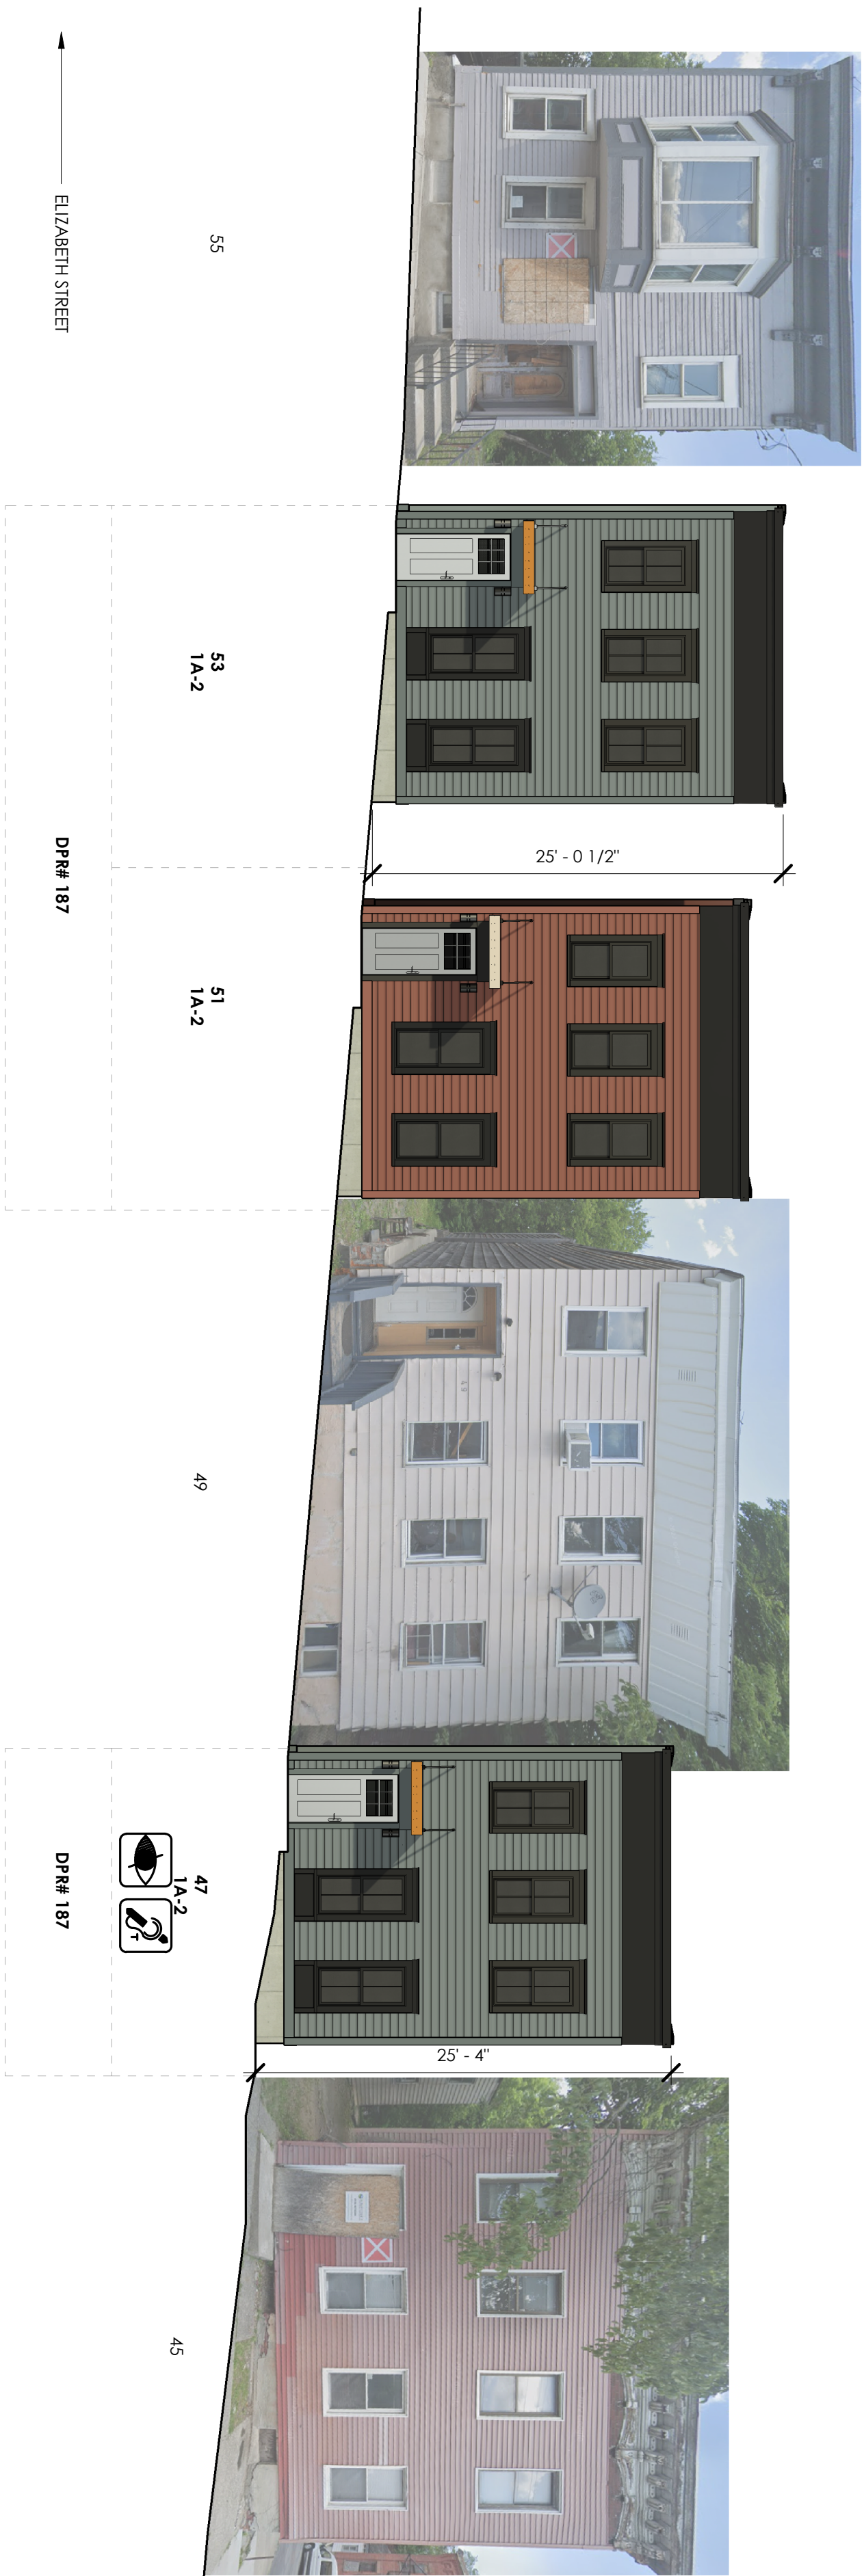 ELIZABETH STREET
55
53
1A-2
DPR# 187
25' - 0 1/2"
51
1A-2
49
47
1A-2
DPR# 187
25' - 4"
45